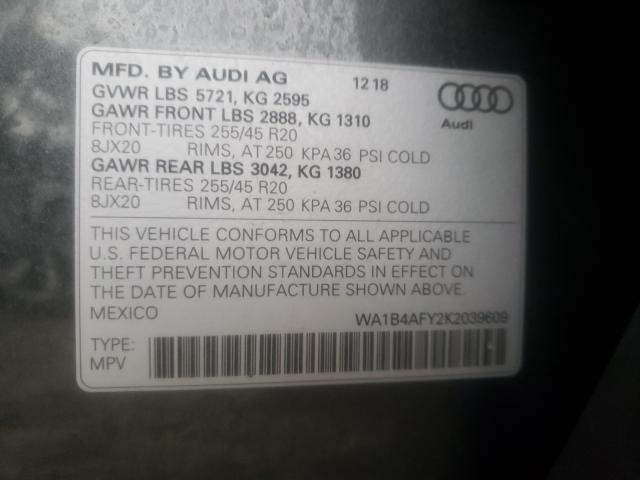 MFD. BY AUDI AG 12 18
GVWR LBS 5721, KG 2595
GAWR FRONT LBS 2888, KG 1310
FRONT-TIRES 255/45 R20
8JX20 RIMS, AT 250 KPA 36 PSI COLD
GAWR REAR LBS 3042, KG 1380
REAR-TIRES 255/45 R20
8JX20 RIMS, AT 250 KPA 36 PSI COLD
Audi
THIS VEHICLE CONFORMS TO ALL APPLICABLE
U.S. FEDERAL MOTOR VEHICLE SAFETY AND
THEFT PREVENTION STANDARDS IN EFFECT ON
THE DATE OF MANUFACTURE SHOWN ABOVE.
MEXICO WA1B4AFY2K2039609
TYPE:
MPV